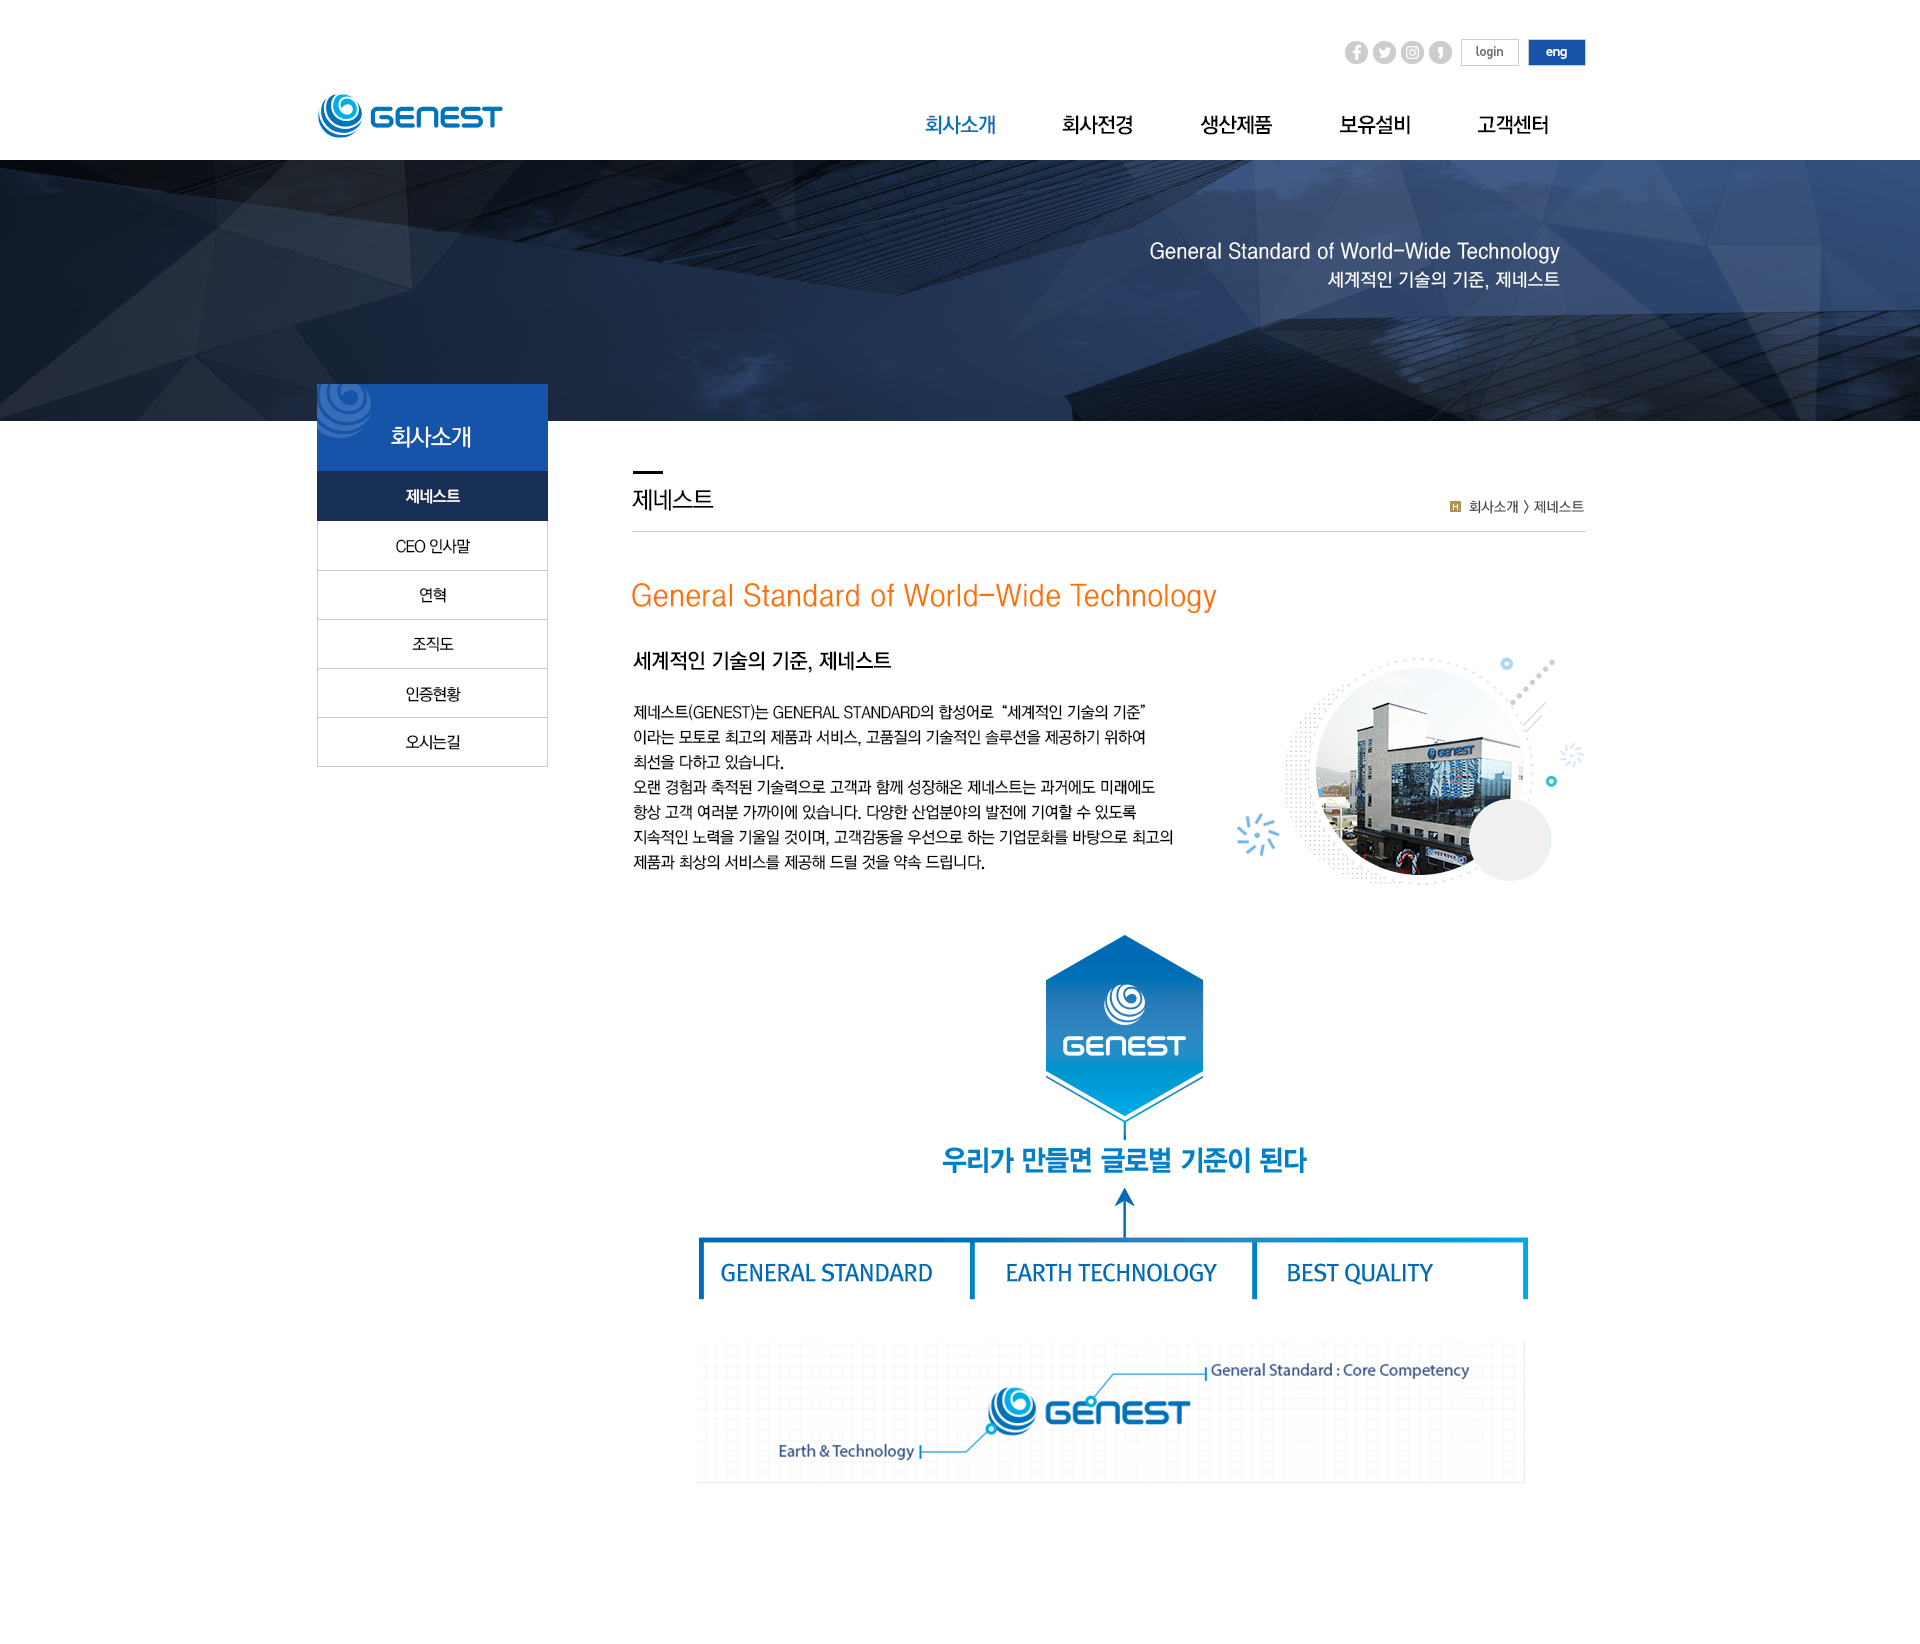 login
eng
GENEST
회사소개
회사전경
생산제품
보유설비
고객센터
General Standard of World-Wide Technology
세계적인 기술의 기준, 제네스트
회사소개
제네스트
CEO 인사말
연혁
조직도
인증현황
오시는길
제네스트
H 회사소개 > 제네스트
General Standard of World-Wide Technology
세계적인 기술의 기준, 제네스트
제네스트(GENEST)는 GENERAL STANDARD의 합성어로 “세계적인 기술의 기준”
이라는 모토로 최고의 제품과 서비스, 고품질의 기술적인 솔루션을 제공하기 위하여
최선을 다하고 있습니다.
오랜 경험과 축적된 기술력으로 고객과 함께 성장해온 제네스트는 과거에도 미래에도
항상 고객 여러분 가까이에 있습니다. 다양한 산업분야의 발전에 기여할 수 있도록
지속적인 노력을 기울일 것이며, 고객감동을 우선으로 하는 기업문화를 바탕으로 최고의
제품과 최상의 서비스를 제공해 드릴 것을 약속 드립니다.
GENEST
GENEST
우리가 만들면 글로벌 기준이 된다
GENERAL STANDARD
EARTH TECHNOLOGY
BEST QUALITY
General Standard : Core Competency
GENEST
Earth & Technology